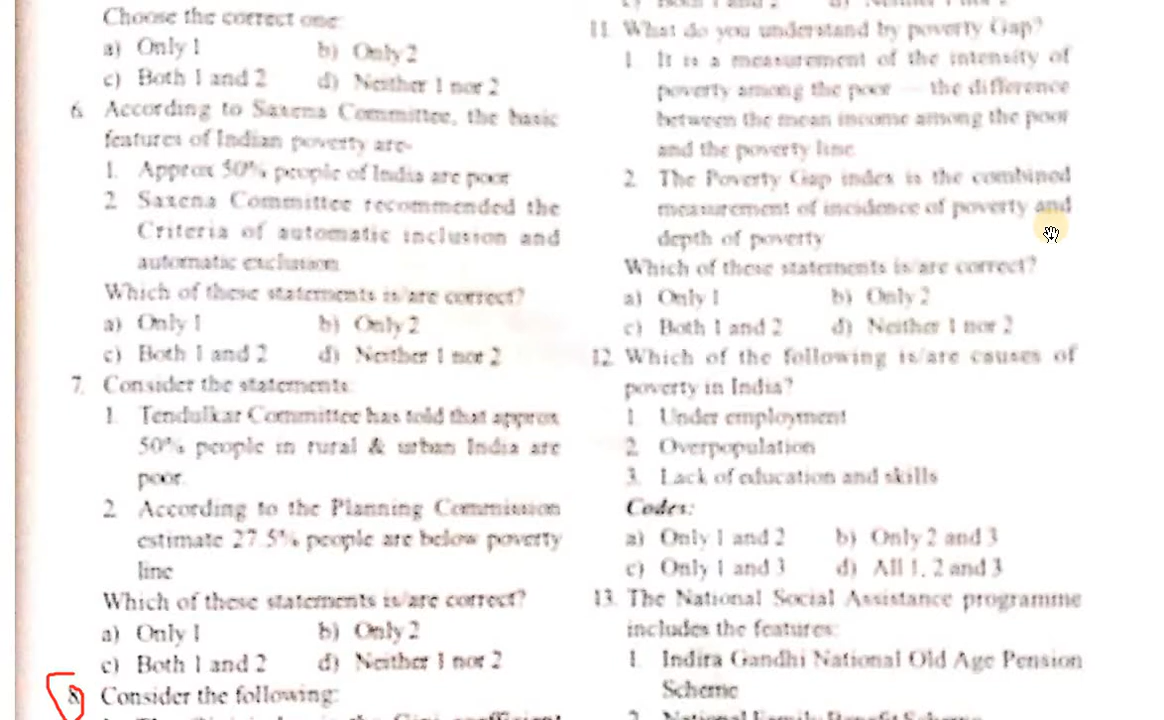 Choose the correct one:
a) Only 1 b) Only 2
c) Both 1 and 2 d) Neither 1 nor 2
6. According to Saxena Committee, the basic
features of Indian poverty are-
1. Approx 50% people of India are poor
2. Saxena Committee recommended the
Criteria of automatic inclusion and
automatic exclusion
Which of these statements is/are correct?
a) Only 1 b) Only 2
c) Both 1 and 2 d) Neither 1 nor 2
7. Consider the statements:
1. Tendulkar Committee has told that approx
50% people in rural & urban India are
poor.
2. According to the Planning Commission
estimate 27.5% people are below poverty
line
Which of these statements is/are correct?
a) Only 1 b) Only 2
c) Both 1 and 2 d) Neither 1 nor 2
8. Consider the following:
c) Both 1 and 2 d) Neither 1 nor 2
11. What do you understand by poverty Gap?
1. It is a measurement of the intensity of
poverty among the poor — the difference
between the mean income among the poor
and the poverty line
2. The Poverty Gap index is the combined
measurement of incidence of poverty and
depth of poverty
Which of these statements is/are correct?
a) Only 1 b) Only 2
c) Both 1 and 2 d) Neither 1 nor 2
12. Which of the following is/are causes of
poverty in India?
1. Under employment
2. Overpopulation
3. Lack of education and skills
Codes:
a) Only 1 and 2 b) Only 2 and 3
c) Only 1 and 3 d) All 1, 2 and 3
13. The National Social Assistance programme
includes the features:
1. Indira Gandhi National Old Age Pension
Scheme
2. National Family Benefit Scheme